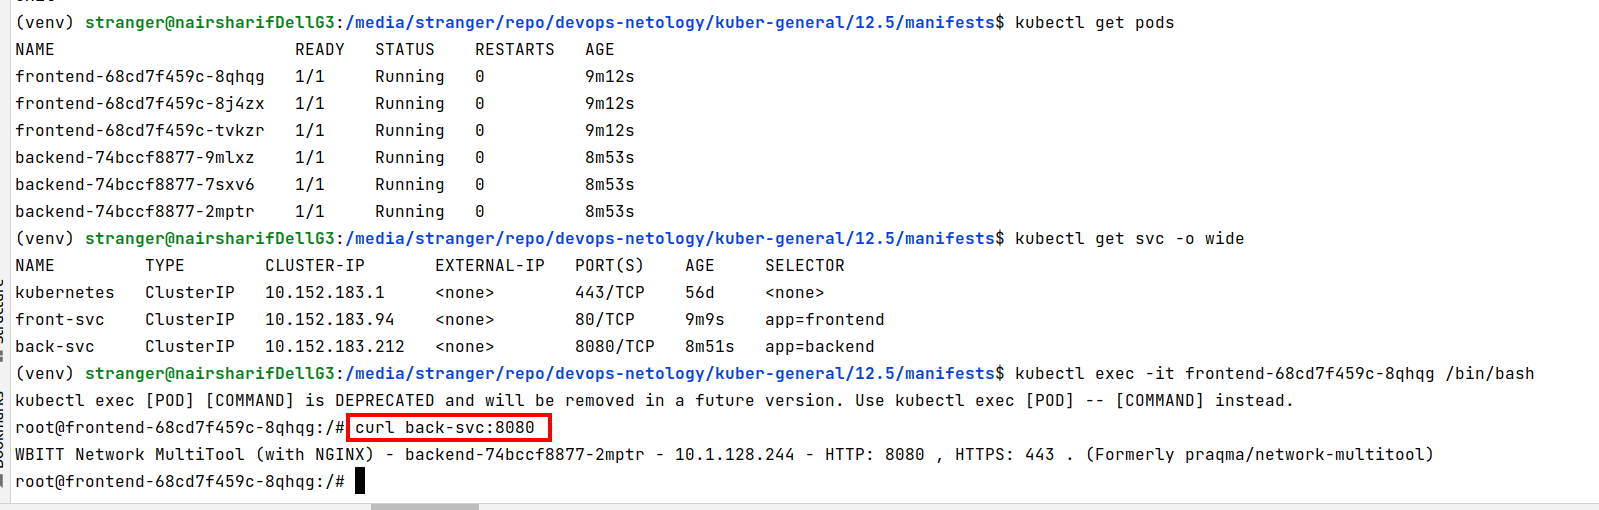 (venv) stranger@nairsharifDellG3:/media/stranger/repo/devops-netology/kuber-general/12.5/manifests$ kubectl get pods
NAME                        READY   STATUS    RESTARTS   AGE
frontend-68cd7f459c-8qhqg   1/1     Running   0          9m12s
frontend-68cd7f459c-8j4zx   1/1     Running   0          9m12s
frontend-68cd7f459c-tvkzr   1/1     Running   0          9m12s
backend-74bccf8877-9mlxz    1/1     Running   0          8m53s
backend-74bccf8877-7sxv6    1/1     Running   0          8m53s
backend-74bccf8877-2mptr    1/1     Running   0          8m53s
(venv) stranger@nairsharifDellG3:/media/stranger/repo/devops-netology/kuber-general/12.5/manifests$ kubectl get svc -o wide
NAME         TYPE        CLUSTER-IP       EXTERNAL-IP   PORT(S)    AGE     SELECTOR
kubernetes   ClusterIP   10.152.183.1     <none>        443/TCP    56d     <none>
front-svc    ClusterIP   10.152.183.94    <none>        80/TCP     9m9s    app=frontend
back-svc     ClusterIP   10.152.183.212   <none>        8080/TCP   8m51s   app=backend
(venv) stranger@nairsharifDellG3:/media/stranger/repo/devops-netology/kuber-general/12.5/manifests$ kubectl exec -it frontend-68cd7f459c-8qhqg /bin/bash
kubectl exec [POD] [COMMAND] is DEPRECATED and will be removed in a future version. Use kubectl exec [POD] -- [COMMAND] instead.
root@frontend-68cd7f459c-8qhqg:/# curl back-svc:8080
WBITT Network MultiTool (with NGINX) - backend-74bccf8877-2mptr - 10.1.128.244 - HTTP: 8080 , HTTPS: 443 . (Formerly praqma/network-multitool)
root@frontend-68cd7f459c-8qhqg:/#